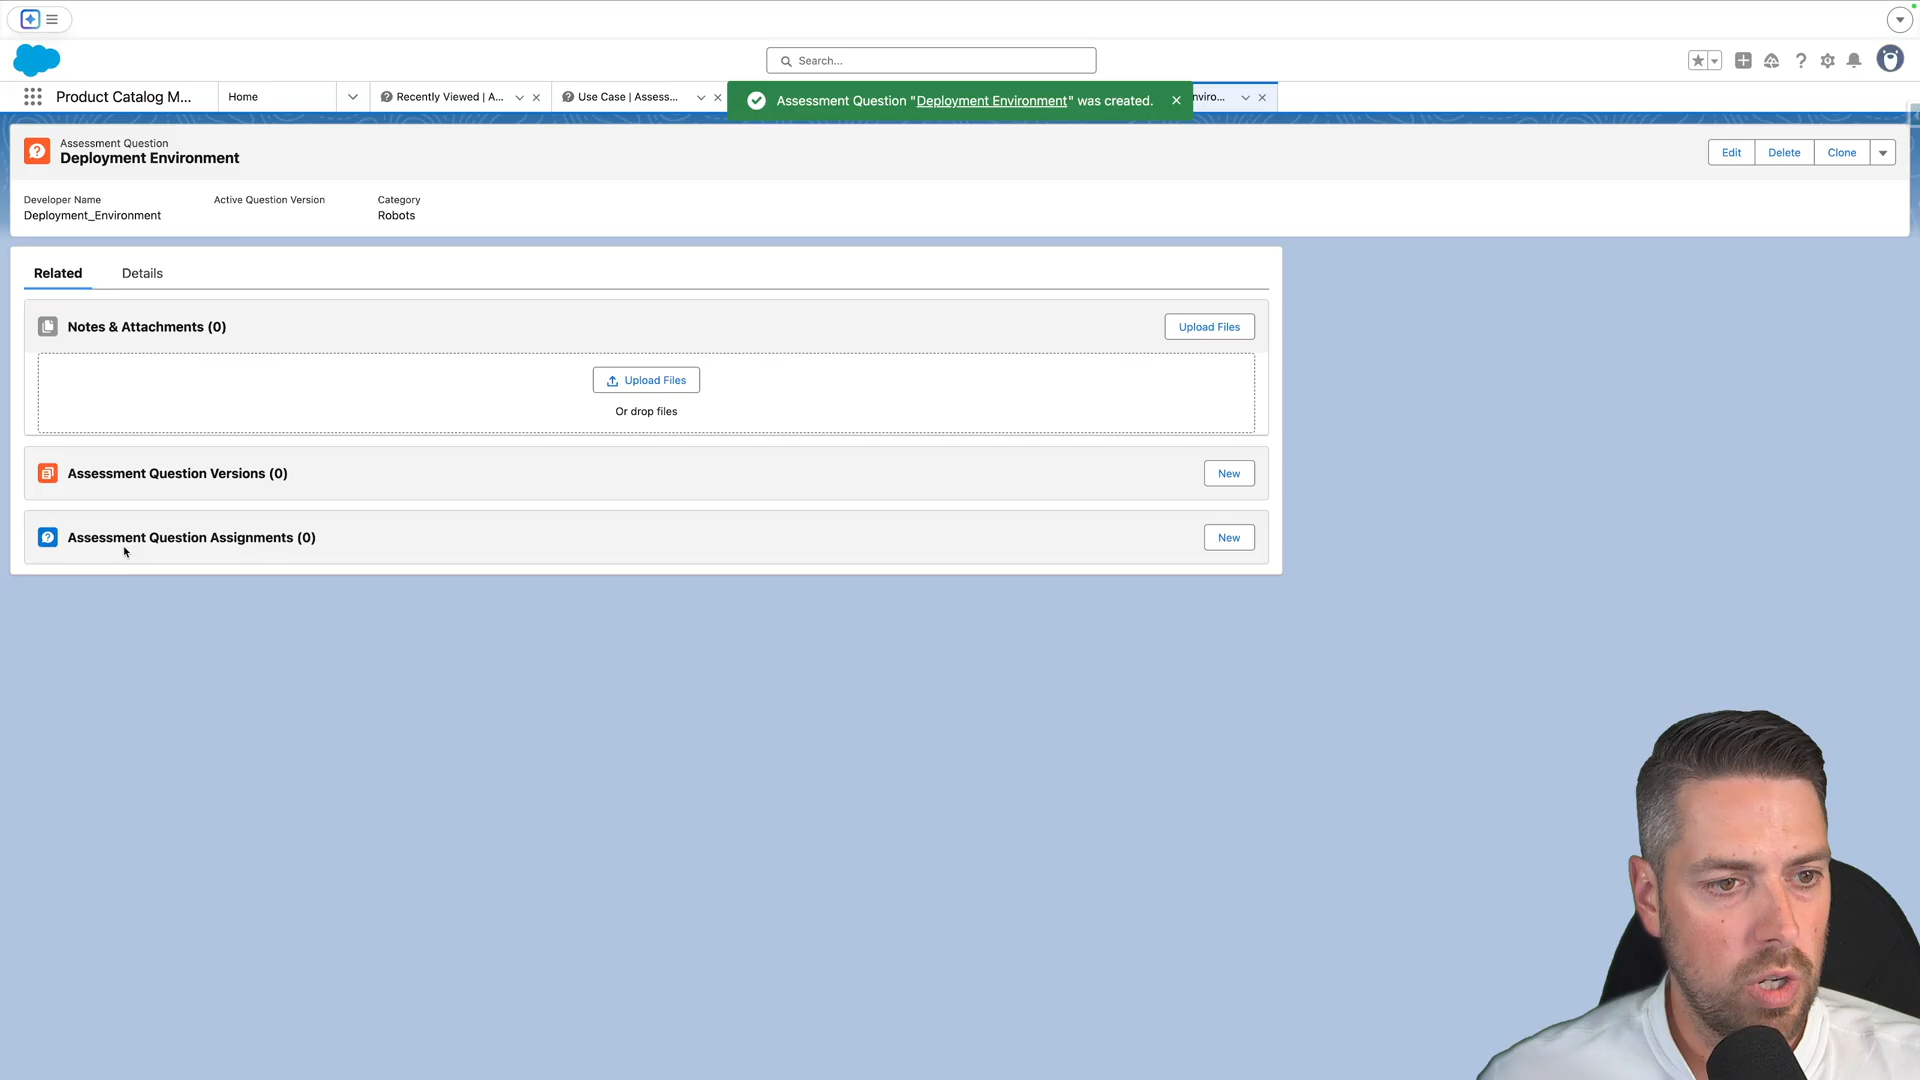 Search...
Product Catalog M...
Home
Recently Viewed | A...
Use Case | Assess...
nviro...
Assessment Question "Deployment Environment" was created.
Assessment Question
Deployment Environment
Edit
Delete
Clone
Developer Name
Active Question Version
Category
Deployment_Environment
Robots
Related
Details
Notes & Attachments (0)
Upload Files
Upload Files
Or drop files
Assessment Question Versions (0)
New
Assessment Question Assignments (0)
New